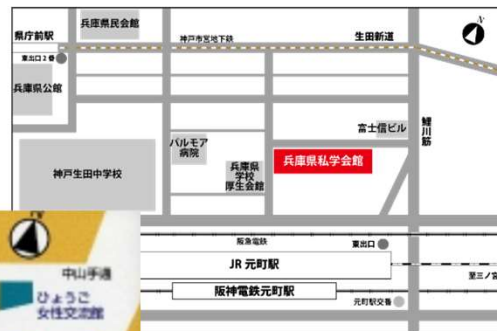 N
兵庫県民会館
県庁前駅
神戸市営地下鉄
生田新道
東出口2番
兵庫県公館
鯉川筋
富士信ビル
パルモア
病院
兵庫県
学校
厚生会館
兵庫県私学会館
神戸生田中学校
阪急電鉄
東出口
JR 元町駅
至三ノ宮
阪神電鉄元町駅
元町駅交番
中山手通
ひょうご
女性交流館